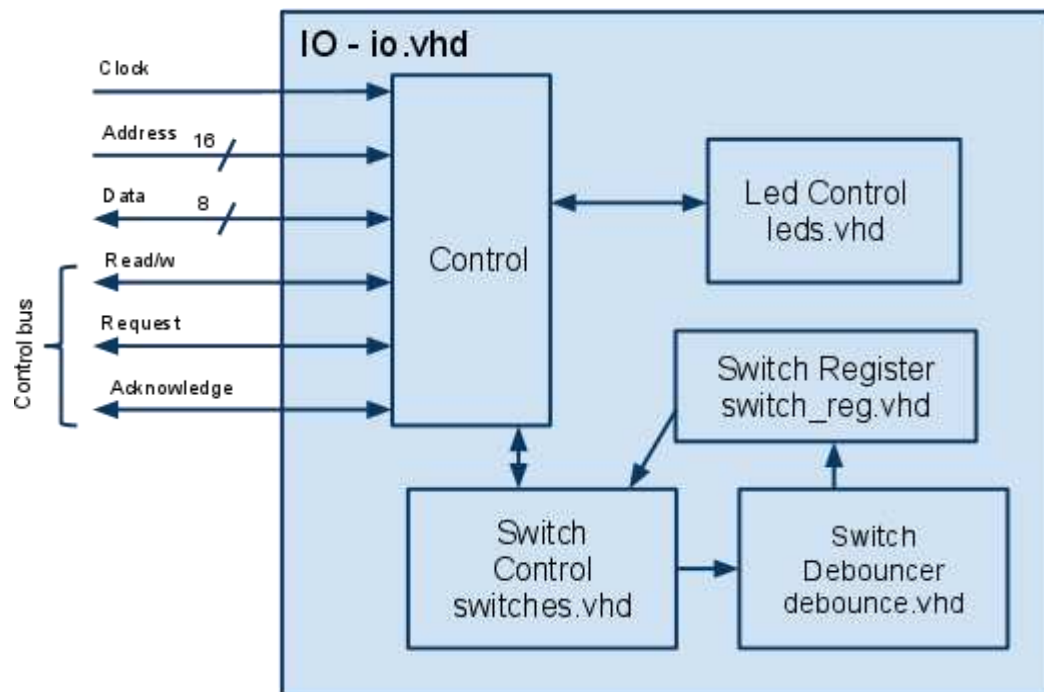 IO - io.vhd
Clock
Address
16
Data
8
Read/w
Request
Acknowledge
Control bus
Control
Led Control
leds.vhd
Switch Register
switch_reg.vhd
Switch
Control
switches.vhd
Switch
Debouncer
debounce.vhd